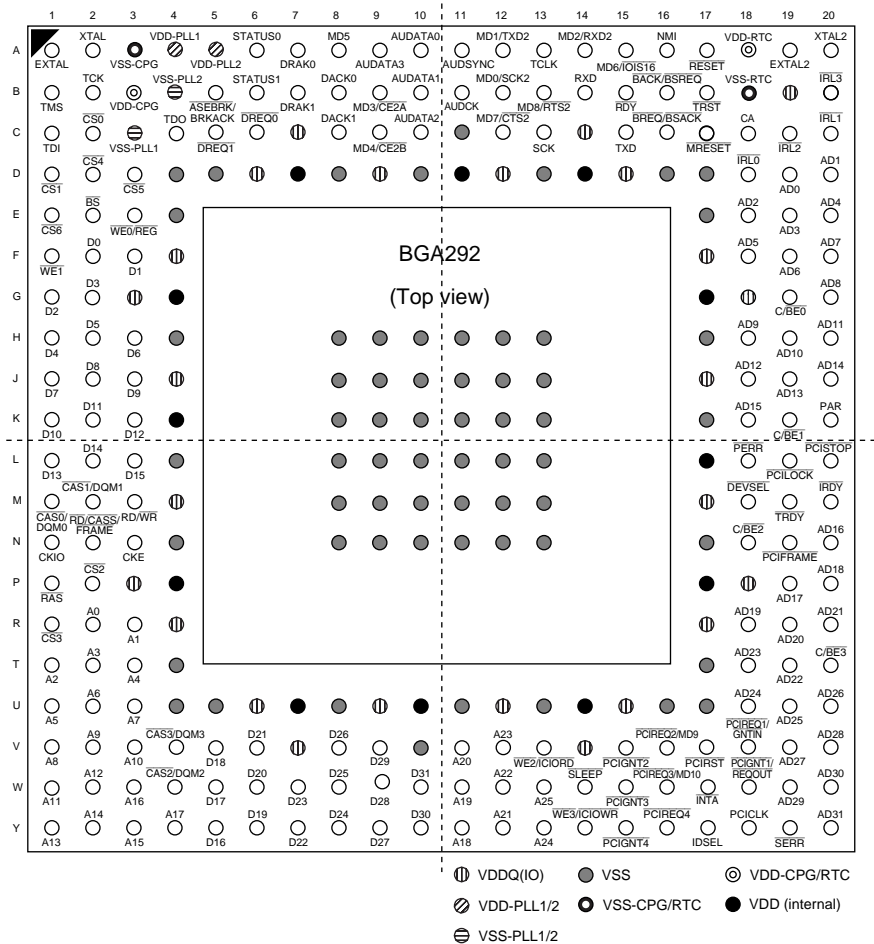 1 2 3 4 5 6 7 8 9 10 11 12 13 14 15 16 17 18 19 20
XTAL VDD-PLL1 STATUS0 MD5 AUDATA0 MD1/TXD2 MD2/RXD2 NMI VDD-RTC XTAL2
A
EXTAL VSS-CPG VDD-PLL2 DRAK0 AUDATA3 AUDSYNC TCLK MD6/IOIS16 RESET EXTAL2
TCK VSS-PLL2 STATUS1 DACK0 AUDATA1 MD0/SCK2 RXD BACK/BSREQ VSS-RTC IRL3
B
TMS VDD-CPG ASEBRK/ DRAK1 MD3/CE2A AUDCK MD8/RTS2 RDY TRST
CS0 TDO BRKACK DREQ0 DACK1 AUDATA2 MD7/CTS2 BREQ/BSACK CA IRL1
C
TDI VSS-PLL1 DREQ1 MD4/CE2B SCK TXD MRESET IRL2
CS4 IRL0 AD1
D
CS1 CS5 AD0
BS AD2 AD4
E
CS6 WE0/REG AD3
D0 AD5 AD7
F
WE1 D1 AD6
BGA292
D3 AD8
G
D2 C/BE0
(Top view)
D5 AD9 AD11
H
D4 D6 AD10
D8 AD12 AD14
J
D7 D9 AD13
D11 AD15 PAR
K
D10 D12 C/BE1
D14 PERR PCISTOP
L
D13 D15 PCILOCK
CAS1/DQM1 DEVSEL IRDY
M
CAS0/ RD/CASS/ RD/WR TRDY
DQM0 FRAME C/BE2 AD16
N
CKIO CKE PCIFRAME
CS2 AD18
P
RAS AD17
A0 AD19 AD21
R
CS3 A1 AD20
A3 AD23 C/BE3
T
A2 A4 AD22
A6 AD24 AD26
U
A5 A7 PCIREQ1/ AD25
A9 CAS3/DQM3 D21 D26 A23 PCIREQ2/MD9 GNTIN AD28
V
A8 A10 D18 D29 A20 WE2/ICIORD PCIGNT2 PCIRST PCIGNT1/ AD27
A12 CAS2/DQM2 D20 D25 D31 A22 SLEEP PCIREQ3/MD10 REQOUT AD30
W
A11 A16 D17 D23 D28 A19 A25 PCIGNT3 INTA AD29
A14 A17 D19 D24 D30 A21 WE3/ICIOWR PCIREQ4 PCICLK AD31
Y
A13 A15 D16 D22 D27 A18 A24 PCIGNT4 IDSEL SERR
VDDQ(IO) VSS VDD-CPG/RTC
VDD-PLL1/2 VSS-CPG/RTC VDD (internal)
VSS-PLL1/2